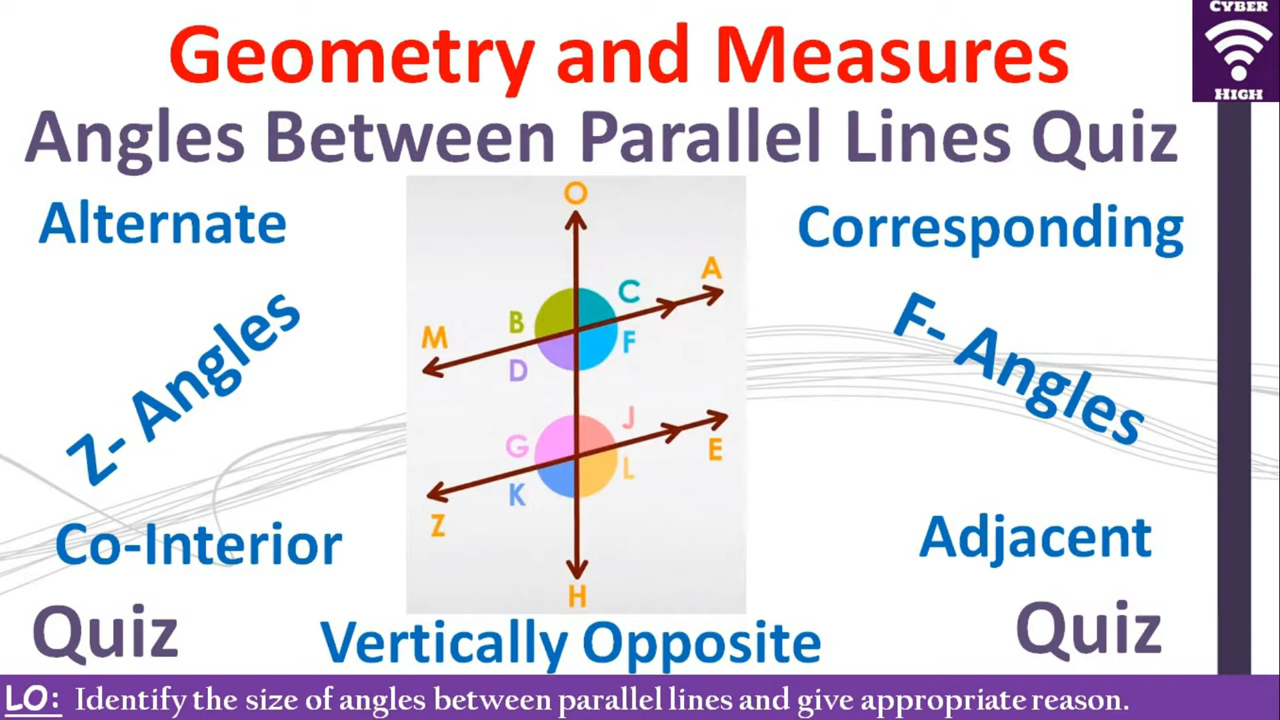 CYBER
HIGH
Geometry and Measures
Angles Between Parallel Lines Quiz
Alternate
Corresponding
Z- Angles
F- Angles
O
A
C
B
M
F
D
J
G
E
L
K
Z
H
Co-Interior
Adjacent
Quiz
Vertically Opposite
Quiz
LO: Identify the size of angles between parallel lines and give appropriate reason.